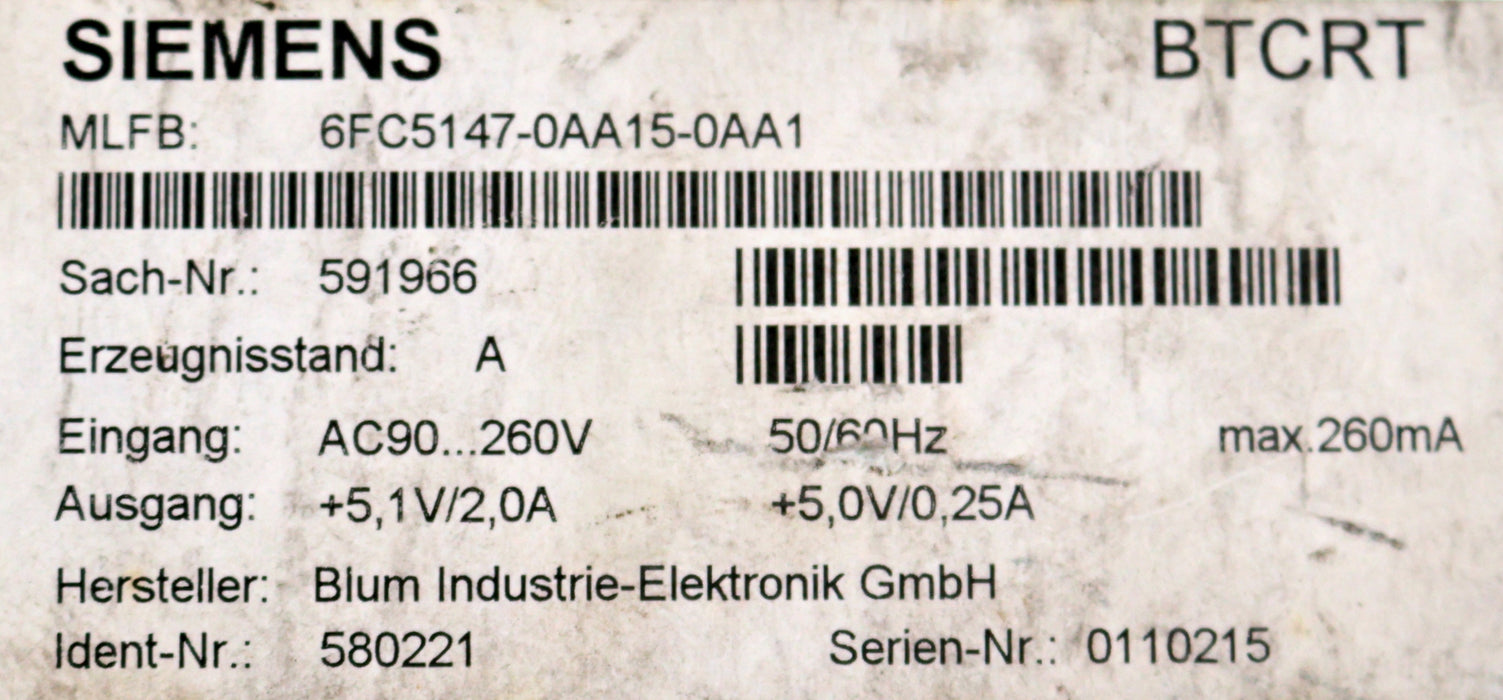 SIEMENS BTCRT
MLFB: 6FC5147-0AA15-0AA1
Sach-Nr.: 591966
Erzeugnisstand: A
Eingang: AC90...260V 50/60Hz max.260mA
Ausgang: +5,1V/2,0A +5,0V/0,25A
Hersteller: Blum Industrie-Elektronik GmbH
Ident-Nr.: 580221 Serien-Nr.: 0110215